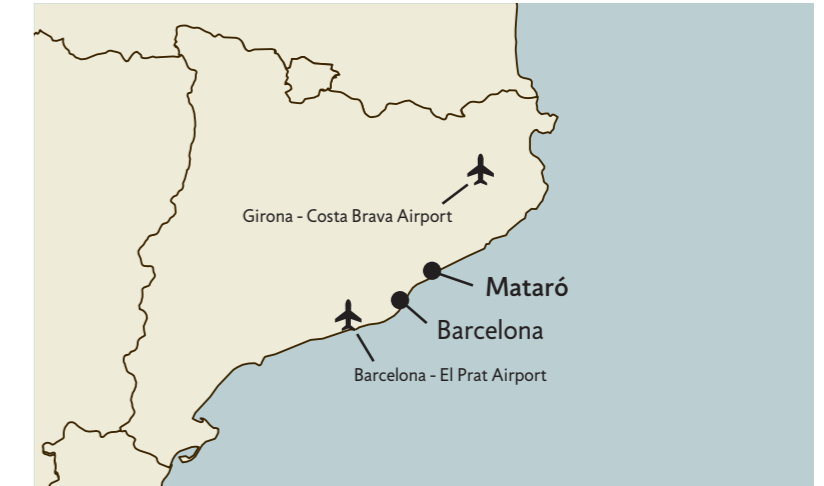 Girona - Costa Brava Airport
Mataró
Barcelona
Barcelona - El Prat Airport